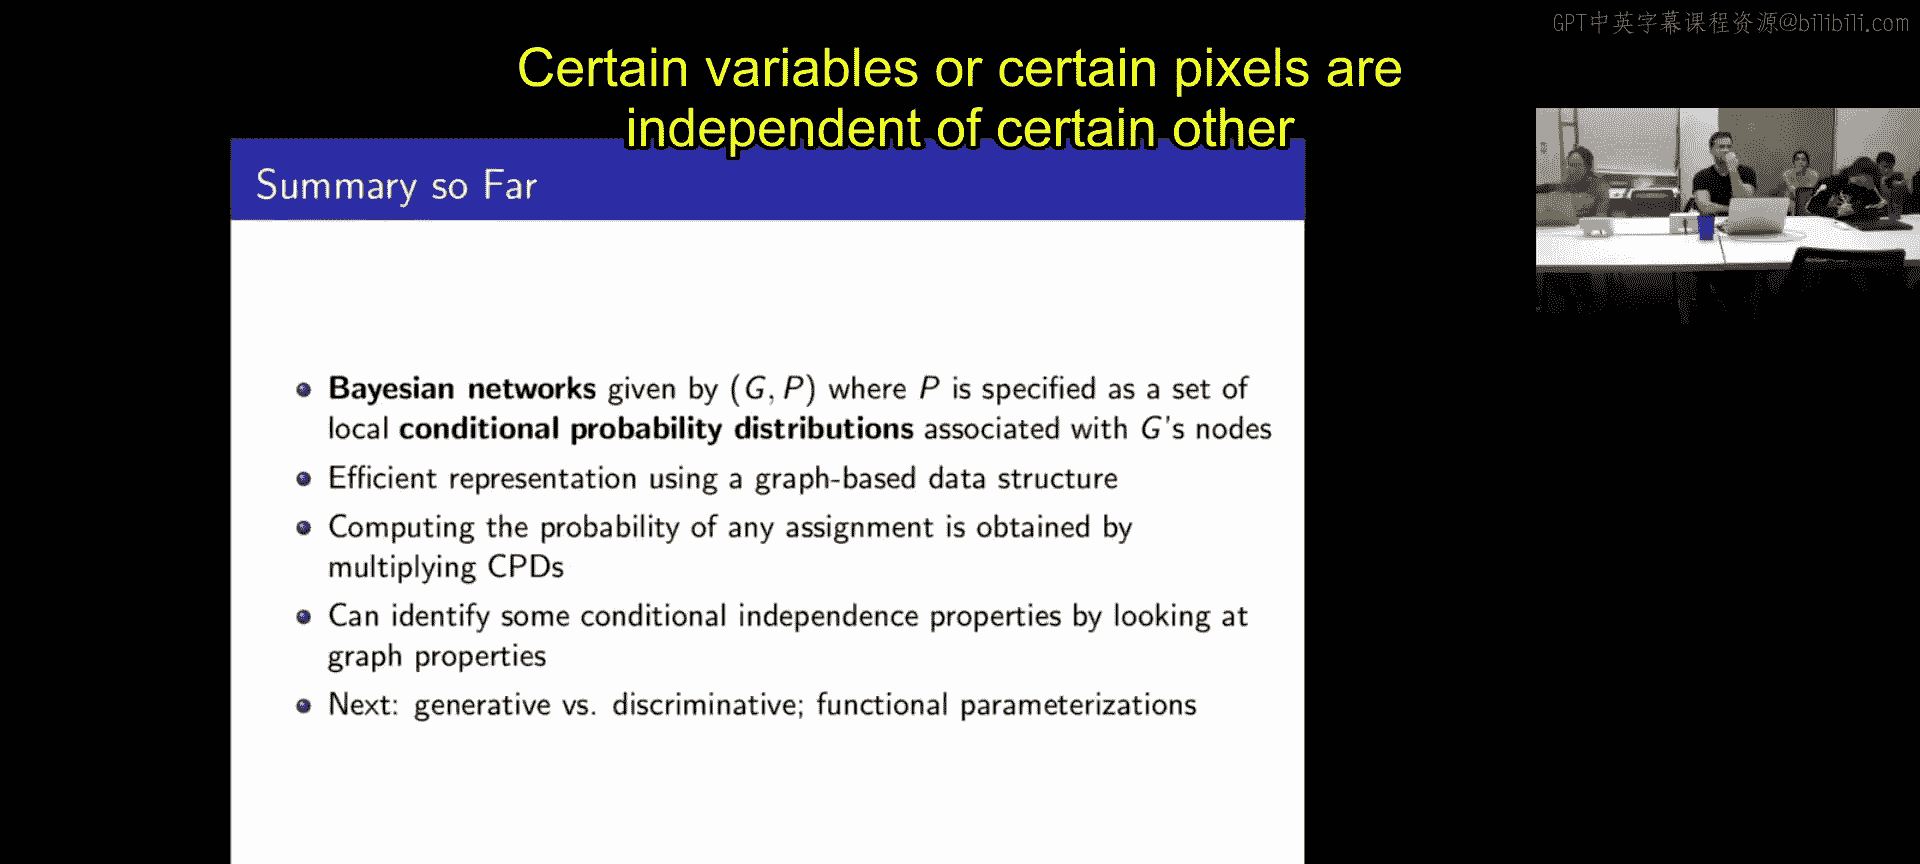 GPT中英字幕课程资源@bilibili.com
Certain variables or certain pixels are
independent of certain other
Summary so Far
Bayesian networks given by (G, P) where P is specified as a set of
local conditional probability distributions associated with G's nodes
Efficient representation using a graph-based data structure
Computing the probability of any assignment is obtained by
multiplying CPDs
Can identify some conditional independence properties by looking at
graph properties
Next: generative vs. discriminative; functional parameterizations